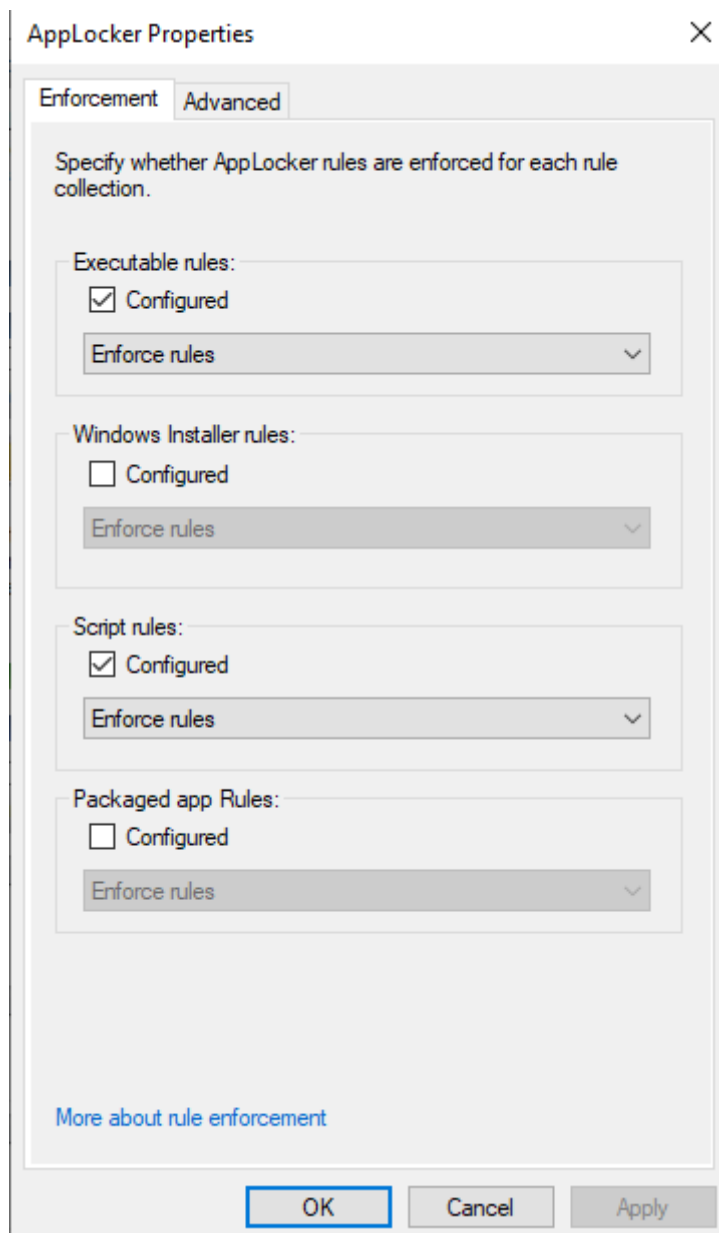 AppLocker Properties
Enforcement
Advanced
Specify whether AppLocker rules are enforced for each rule
collection.
Executable rules:
Configured
Enforce rules
Windows Installer rules:
Configured
Enforce rules
Script rules:
Configured
Enforce rules
Packaged app Rules:
Configured
Enforce rules
More about rule enforcement
OK
Cancel
Apply